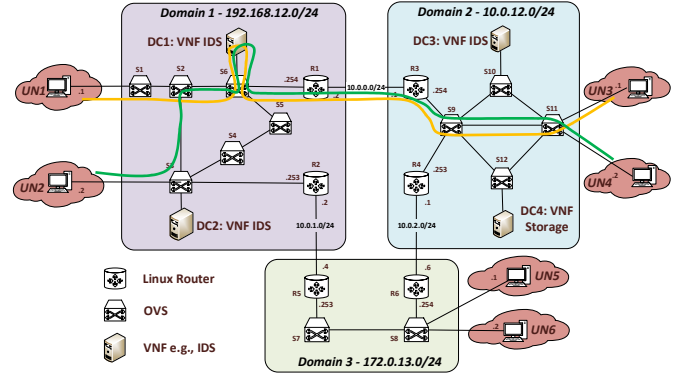 Domain 1 - 192.168.12.0/24
Domain 2 - 10.0.12.0/24
DC1: VNF IDS
DC3: VNF IDS
S1
S2
S6
R1
R3
S10
UN1
.1
.254
10.0.0.0/24
.2
.254
UN3
.1
S9
S11
S5
S4
R2
R4
S12
UN2
.2
.253
.2
.253
.1
UN4
.2
DC2: VNF IDS
DC4: VNF
Storage
10.0.1.0/24
10.0.2.0/24
Linux Router
OVS
VNF e.g., IDS
.4
.6
R5
R6
.253
.254
S7
S8
.1
UN5
.2
UN6
Domain 3 - 172.0.13.0/24